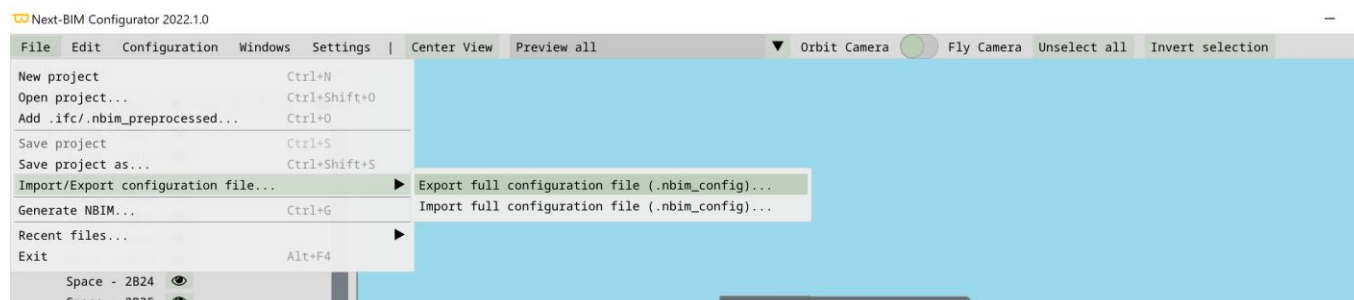 Next-BIM Configurator 2022.1.0
File Edit Configuration Windows Settings | Center View Preview all Orbit Camera Fly Camera Unselect all Invert selection
New project Ctrl+N
Open project... Ctrl+Shift+O
Add .ifc/.nbim_preprocessed... Ctrl+O
Save project Ctrl+S
Save project as... Ctrl+Shift+S
Import/Export configuration file... Export full configuration file (.nbim_config)...
Import full configuration file (.nbim_config)...
Generate NBIM... Ctrl+G
Recent files...
Exit Alt+F4
Space - 2B24